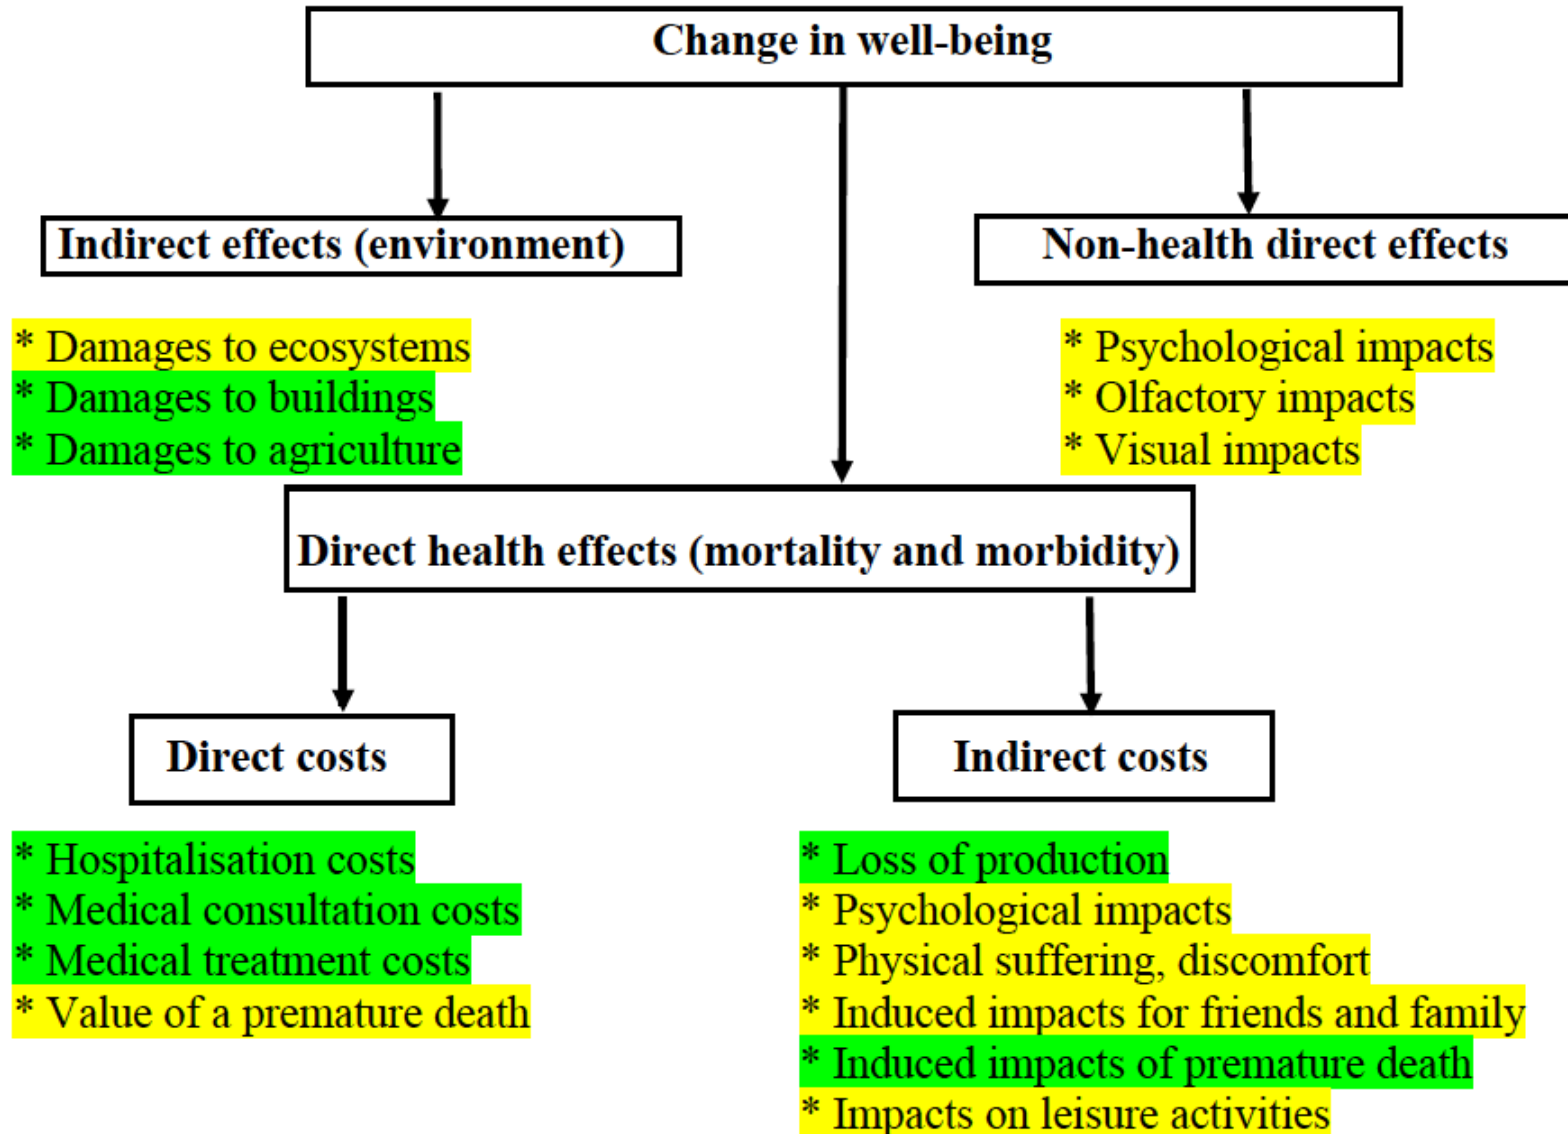 Change in well-being
Indirect effects (environment)
Non-health direct effects
* Damages to ecosystems
* Damages to buildings
* Damages to agriculture
* Psychological impacts
* Olfactory impacts
* Visual impacts
Direct health effects (mortality and morbidity)
Direct costs
Indirect costs
* Hospitalisation costs
* Medical consultation costs
* Medical treatment costs
* Value of a premature death
* Loss of production
* Psychological impacts
* Physical suffering, discomfort
* Induced impacts for friends and family
* Induced impacts of premature death
* Impacts on leisure activities